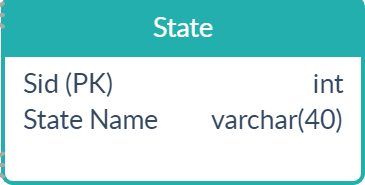 State
Sid (PK) int
State Name varchar(40)